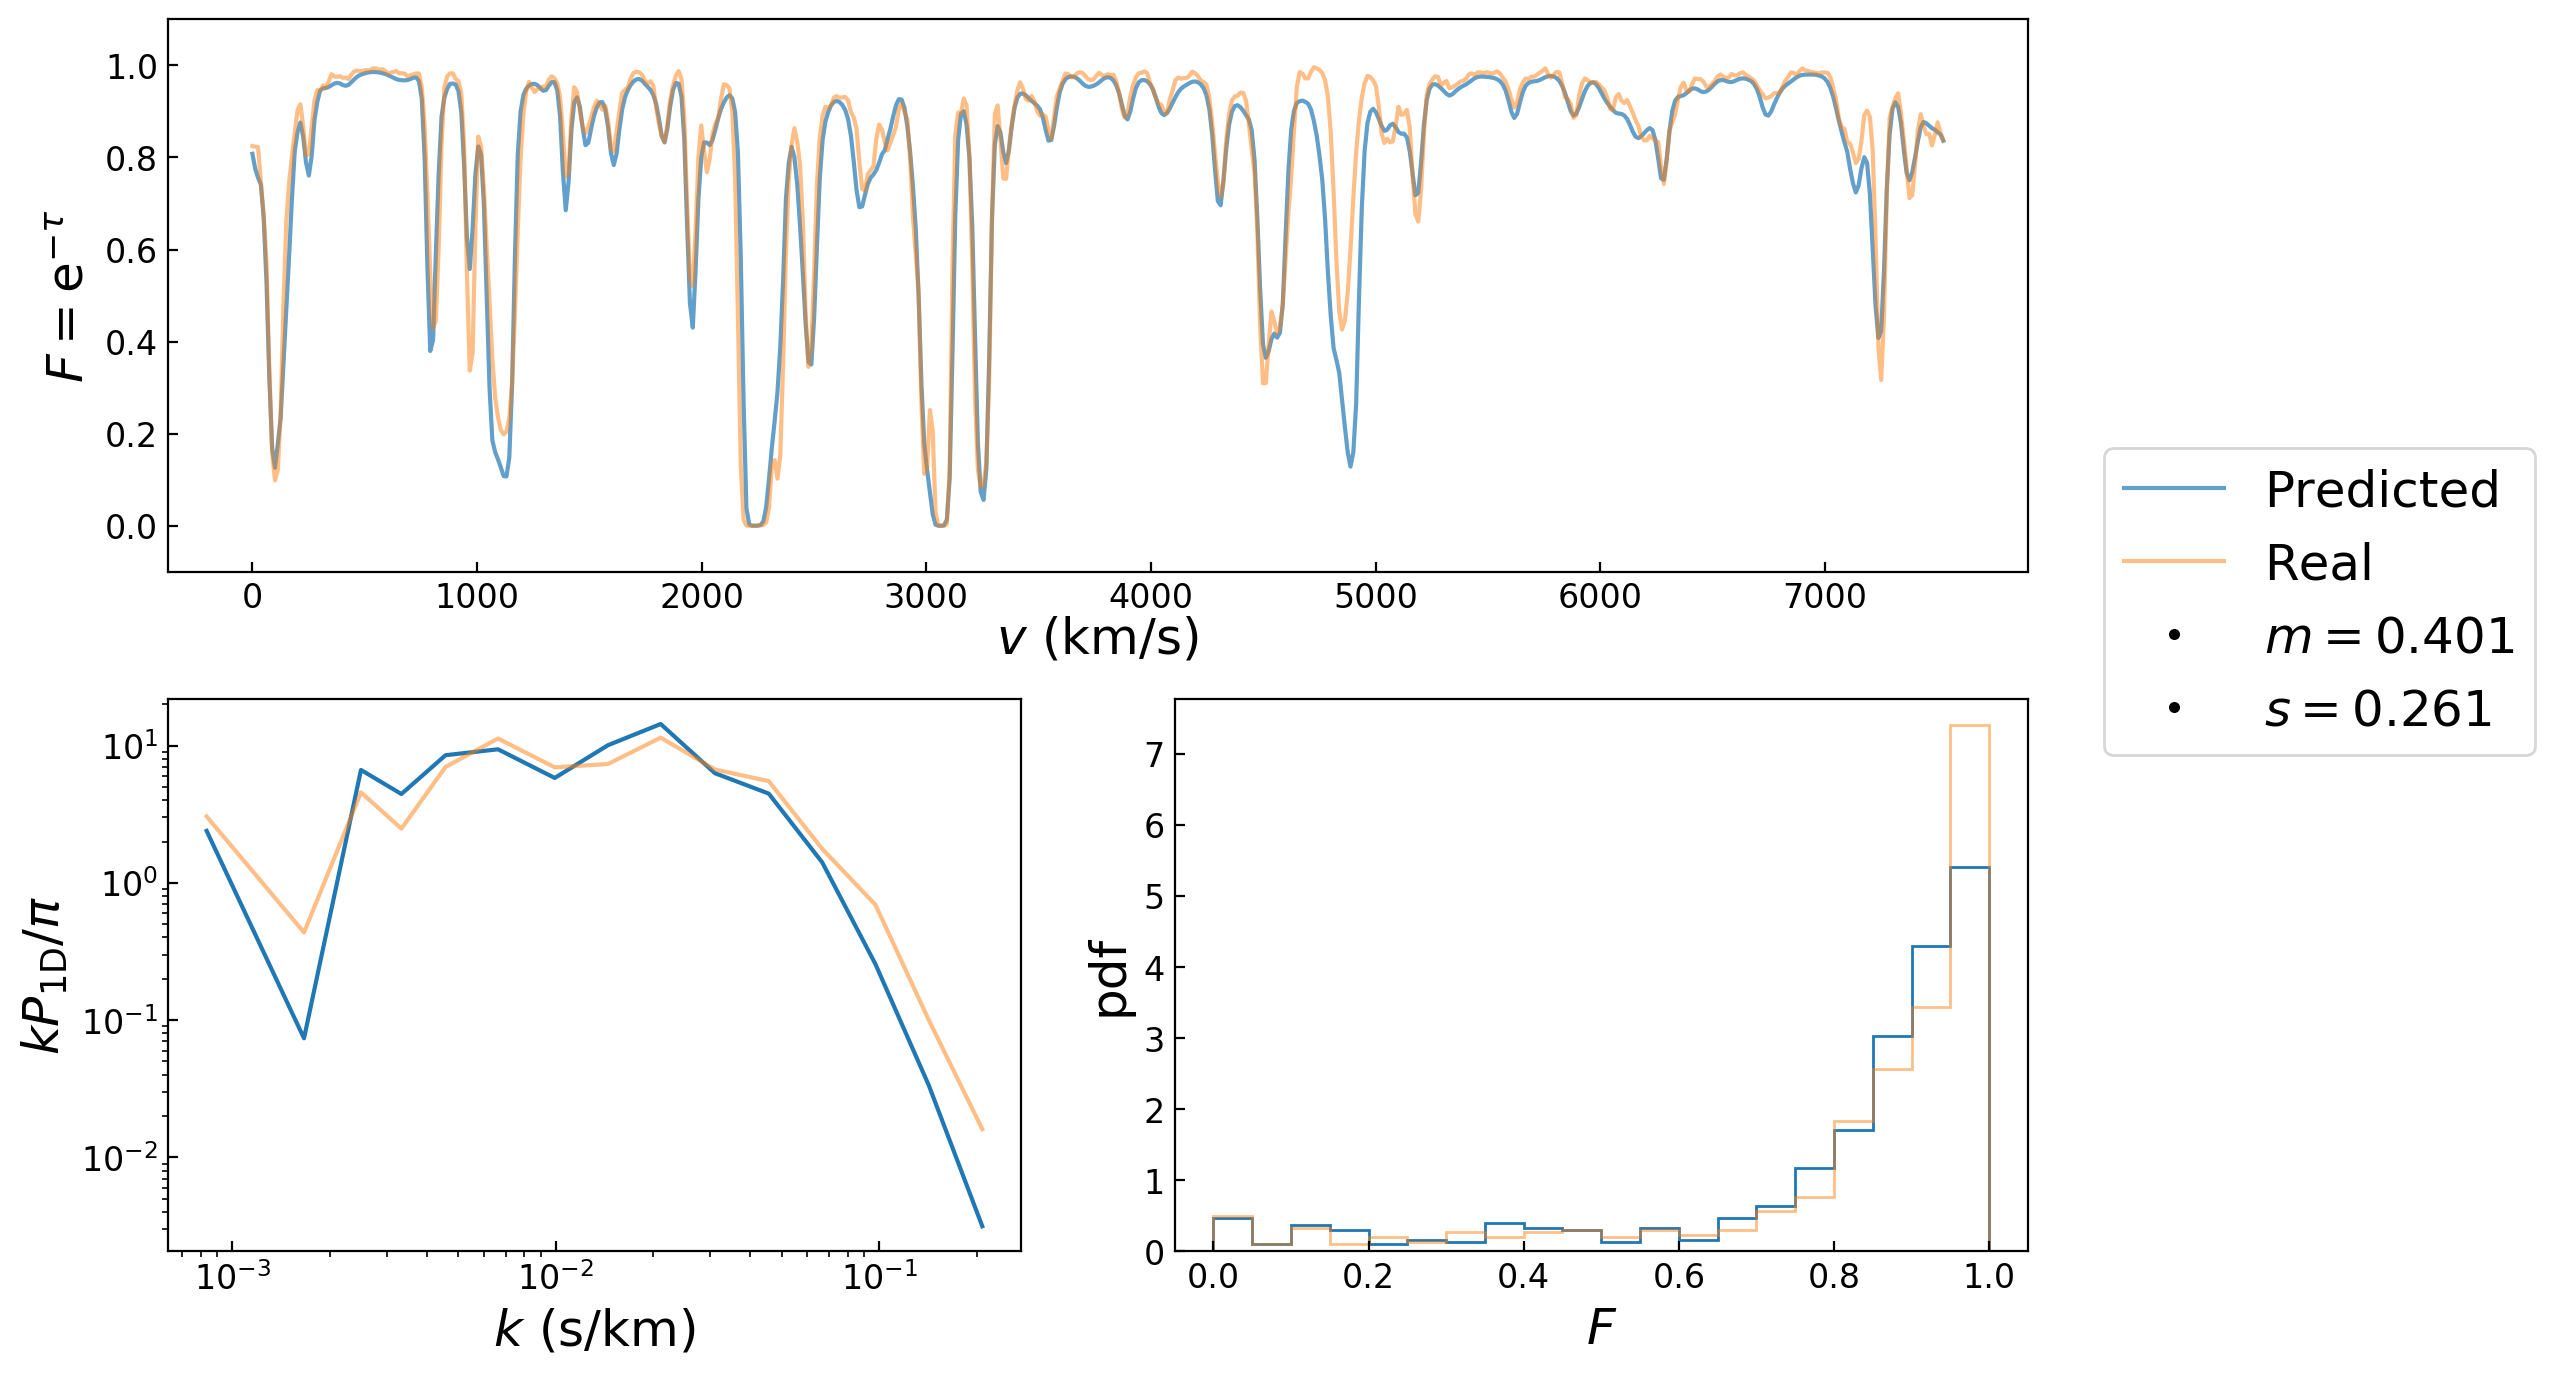 1.0
0.8
0.6
0.4
0.2
0.0
F = e^{−τ}
0 1000 2000 3000 4000 5000 6000 7000
v (km/s)
Predicted
Real
m = 0.401
s = 0.261
10^1
10^0
10^{−1}
10^{−2}
kP_{1D}/π
10^{−3} 10^{−2} 10^{−1}
k (s/km)
7
6
5
4
3
2
1
0
pdf
0.0 0.2 0.4 0.6 0.8 1.0
F